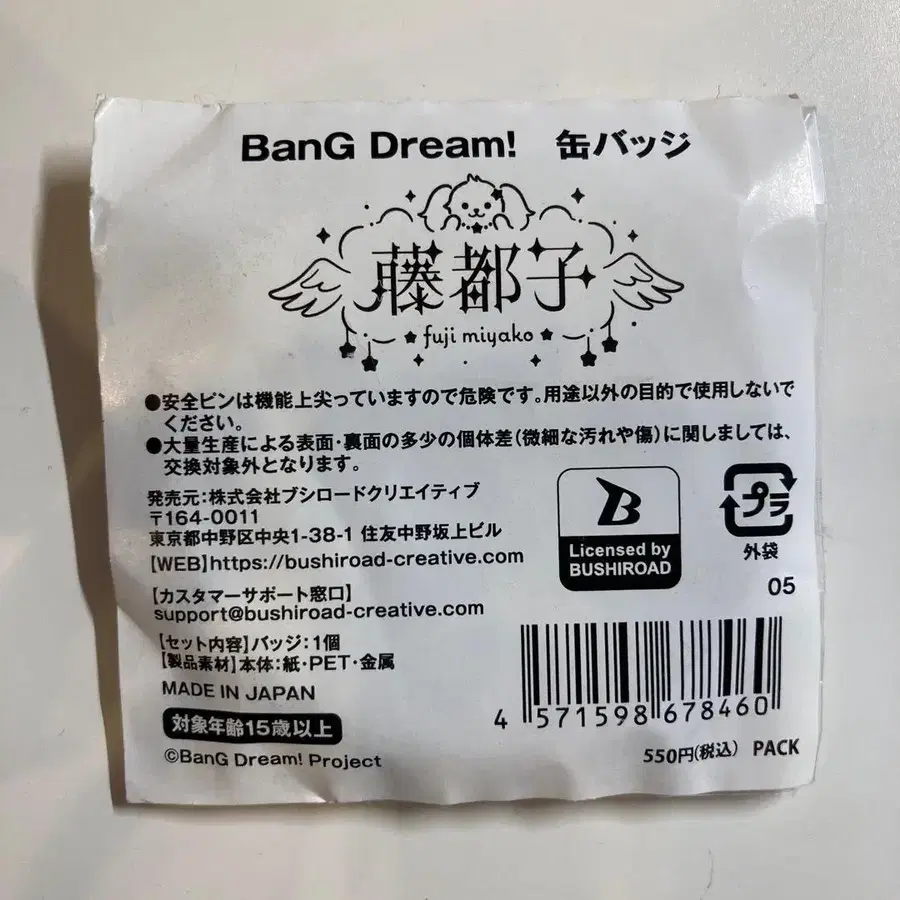 BanG Dream! 缶バッジ
藤都子
fuji miyako
●安全ピンは機能上尖っていますので危険です。用途以外の目的で使用しないで
ください。
●大量生産による表面・裏面の多少の個体差(微細な汚れや傷)に関しましては、
交換対象外となります。
発売元:株式会社ブシロードクリエイティブ
〒164-0011
東京都中野区中央1-38-1 住友中野坂上ビル
【WEB】https://bushiroad-creative.com
【カスタマーサポート窓口】
support@bushiroad-creative.com
【セット内容】バッジ:1個
【製品素材】本体:紙・PET・金属
MADE IN JAPAN
対象年齢15歳以上
©BanG Dream! Project
B
Licensed by
BUSHIROAD
プラ
外袋
05
4 571598 678460
550円(税込) PACK